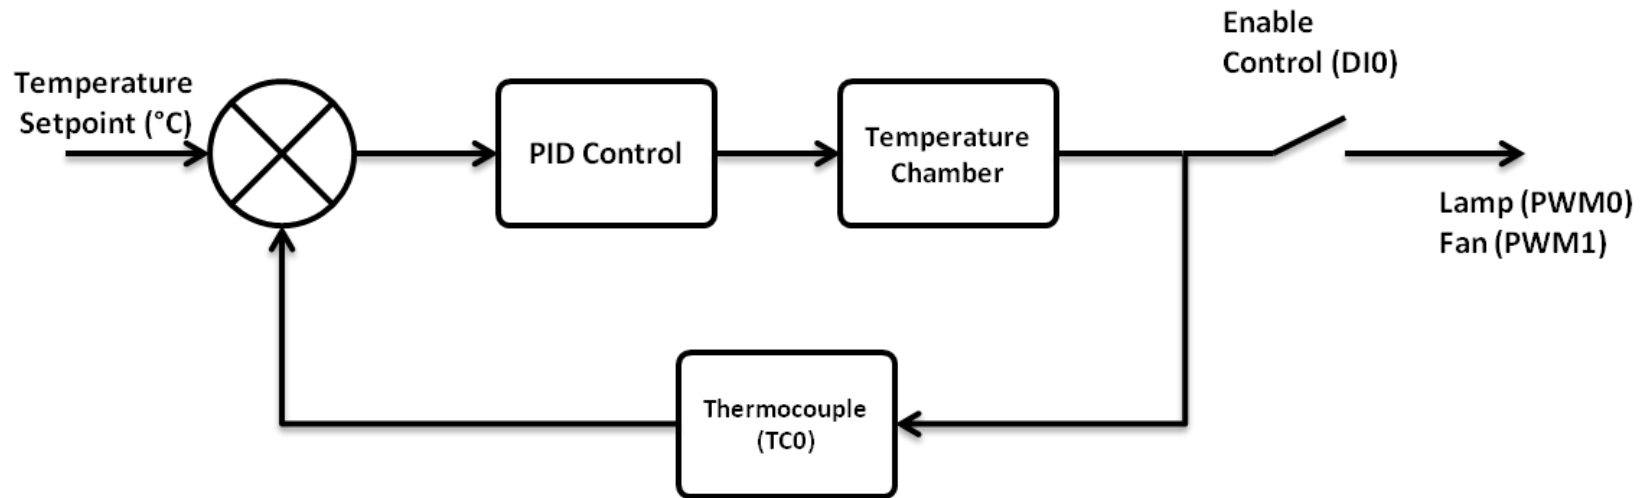 Temperature
Setpoint (°C)
PID Control
Temperature
Chamber
Enable
Control (DI0)
Lamp (PWM0)
Fan (PWM1)
Thermocouple
(TC0)